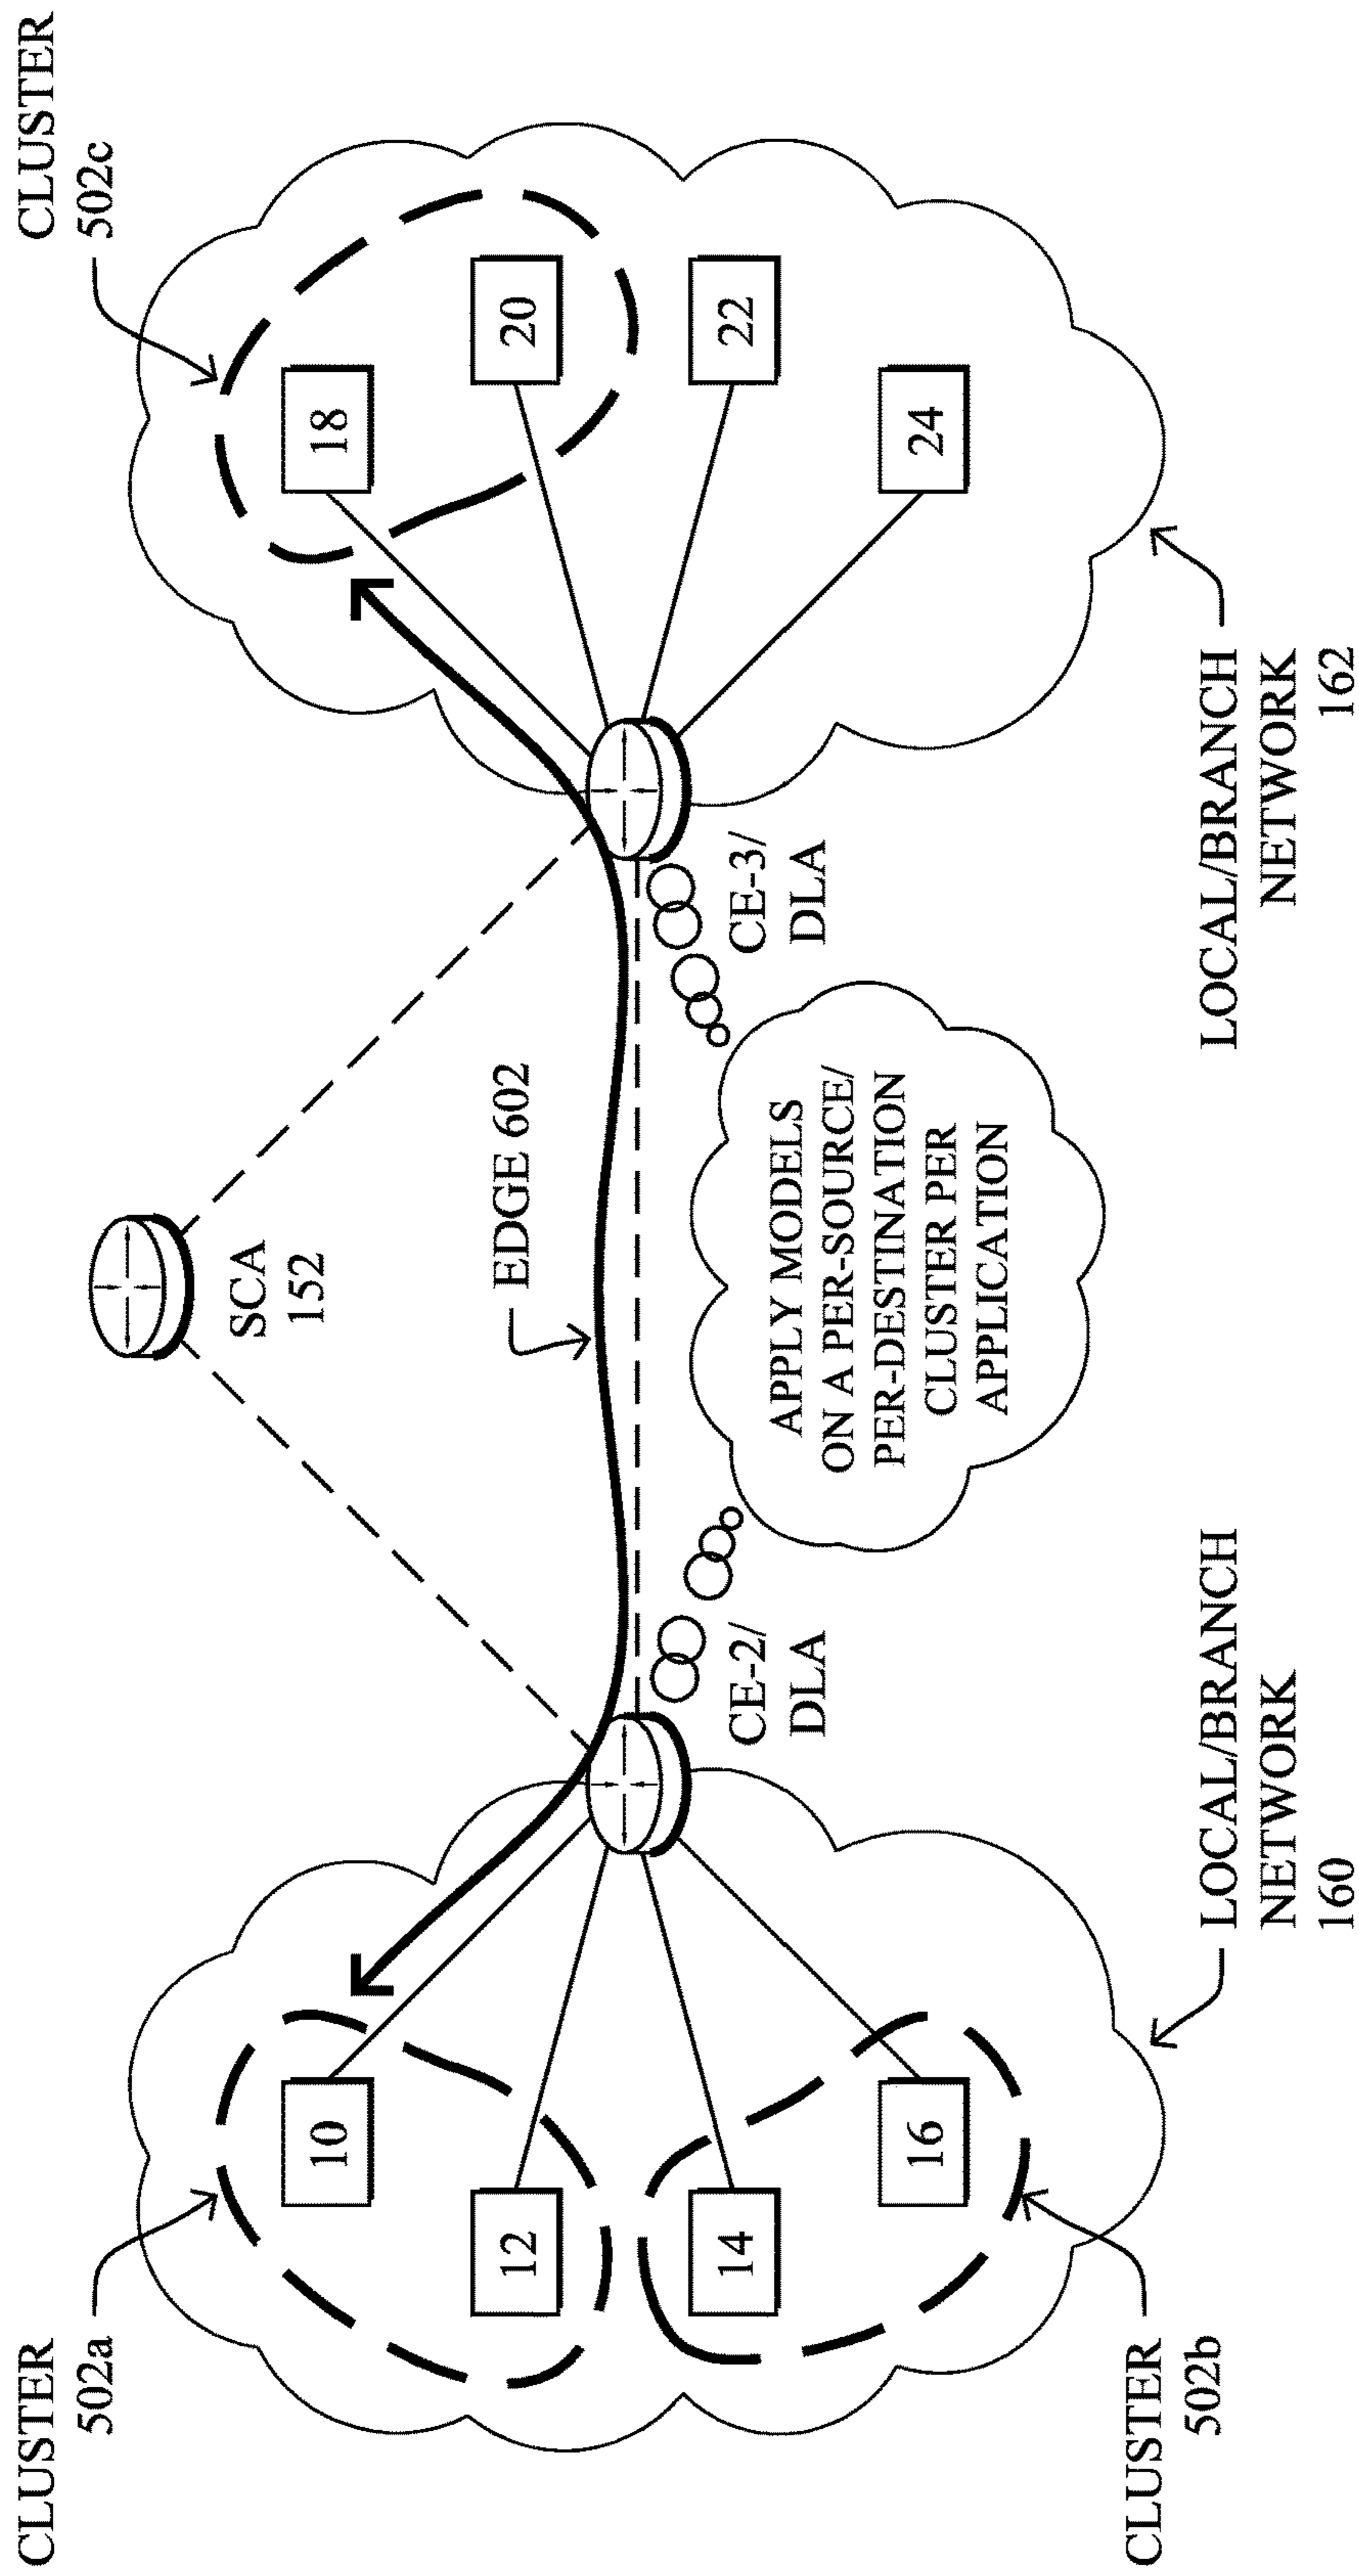 CLUSTER
502a
CLUSTER
502c
SCA
152
EDGE 602
10
12
14
16
18
20
22
24
CE-2/
DLA
CE-3/
DLA
APPLY MODELS
ON A PER-SOURCE/
PER-DESTINATION
CLUSTER PER
APPLICATION
CLUSTER
502b
LOCAL/BRANCH
NETWORK
160
LOCAL/BRANCH
NETWORK
162